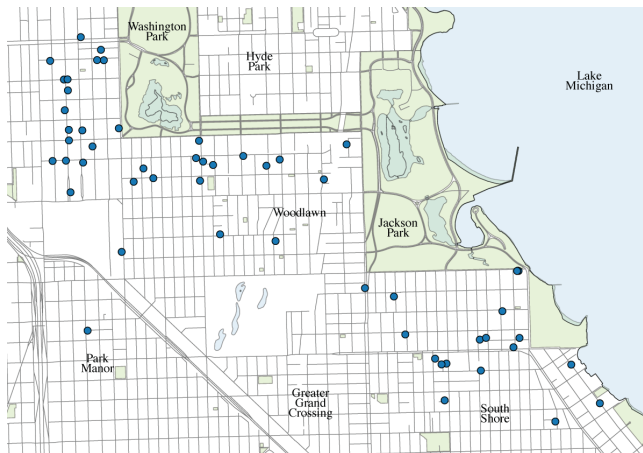 Washington
Park
Hyde
Park
Lake
Michigan
Woodlawn
Jackson
Park
Park
Manor
Greater
Grand
Crossing
South
Shore